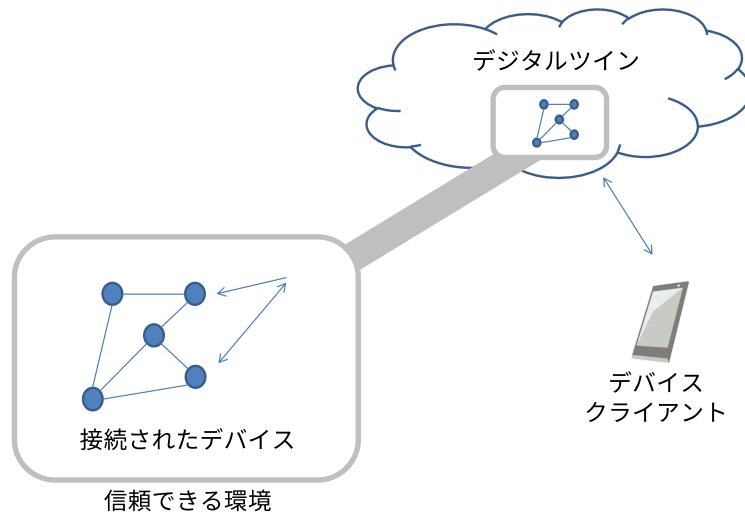 デジタルツイン
デバイス
クライアント
接続されたデバイス
信頼できる環境